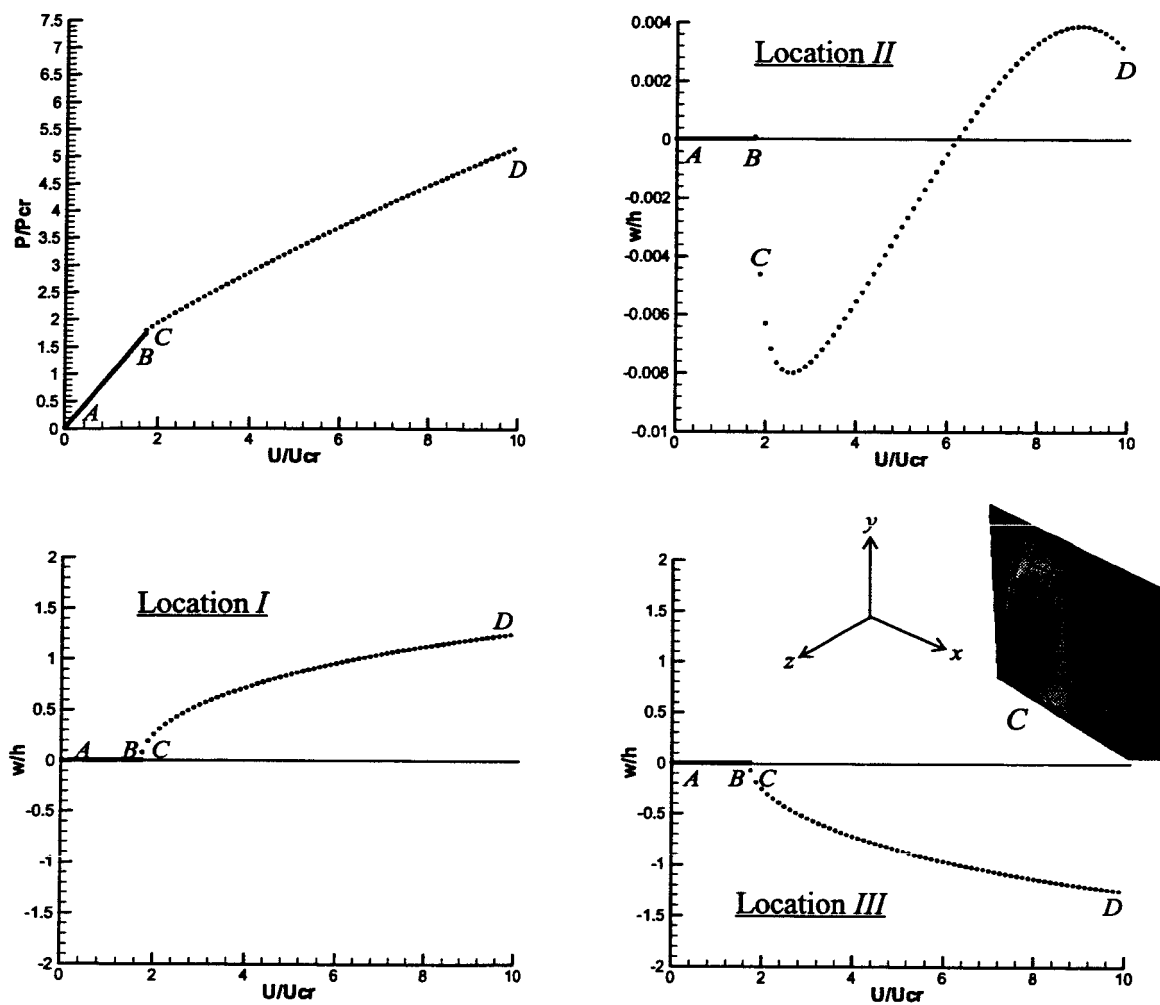 7.5
7
6.5
6
5.5
5
4.5
4
3.5
3
2.5
2
1.5
1
0.5
0
P/Pcr
A
B
C
D
0 2 4 6 8 10
U/Ucr
0.004
0.002
0
-0.002
-0.004
-0.006
-0.008
-0.01
w/h
Location II
A
B
C
D
0 2 4 6 8 10
U/Ucr
2
1.5
1
0.5
0
-0.5
-1
-1.5
-2
w/h
Location I
A
B
C
D
0 2 4 6 8 10
U/Ucr
2
1.5
1
0.5
0
-0.5
-1
-1.5
-2
w/h
y
z
x
C
A
B
C
D
Location III
0 2 4 6 8 10
U/Ucr